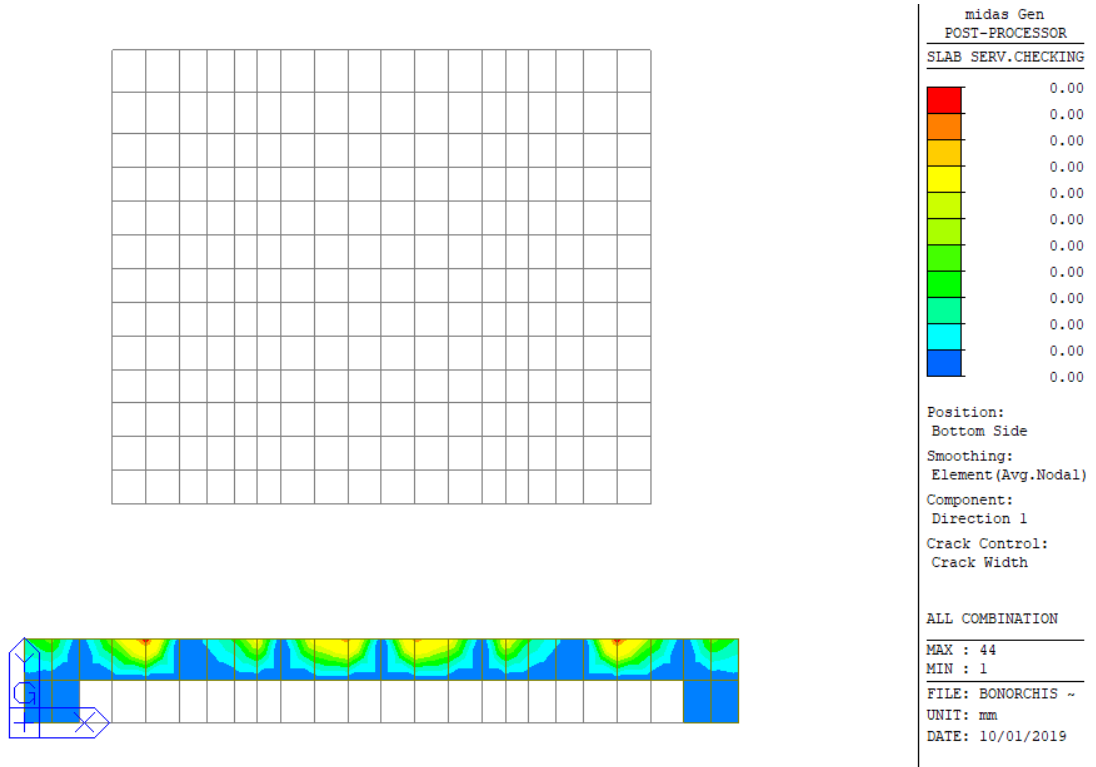 midas Gen
POST-PROCESSOR
SLAB SERV.CHECKING
0.00
0.00
0.00
0.00
0.00
0.00
0.00
0.00
0.00
0.00
0.00
0.00
Position:
Bottom Side
Smoothing:
Element(Avg.Nodal)
Component:
Direction 1
Crack Control:
Crack Width
ALL COMBINATION
MAX : 44
MIN : 1
FILE: BONORCHIS ~
UNIT: mm
DATE: 10/01/2019
Y
G
X